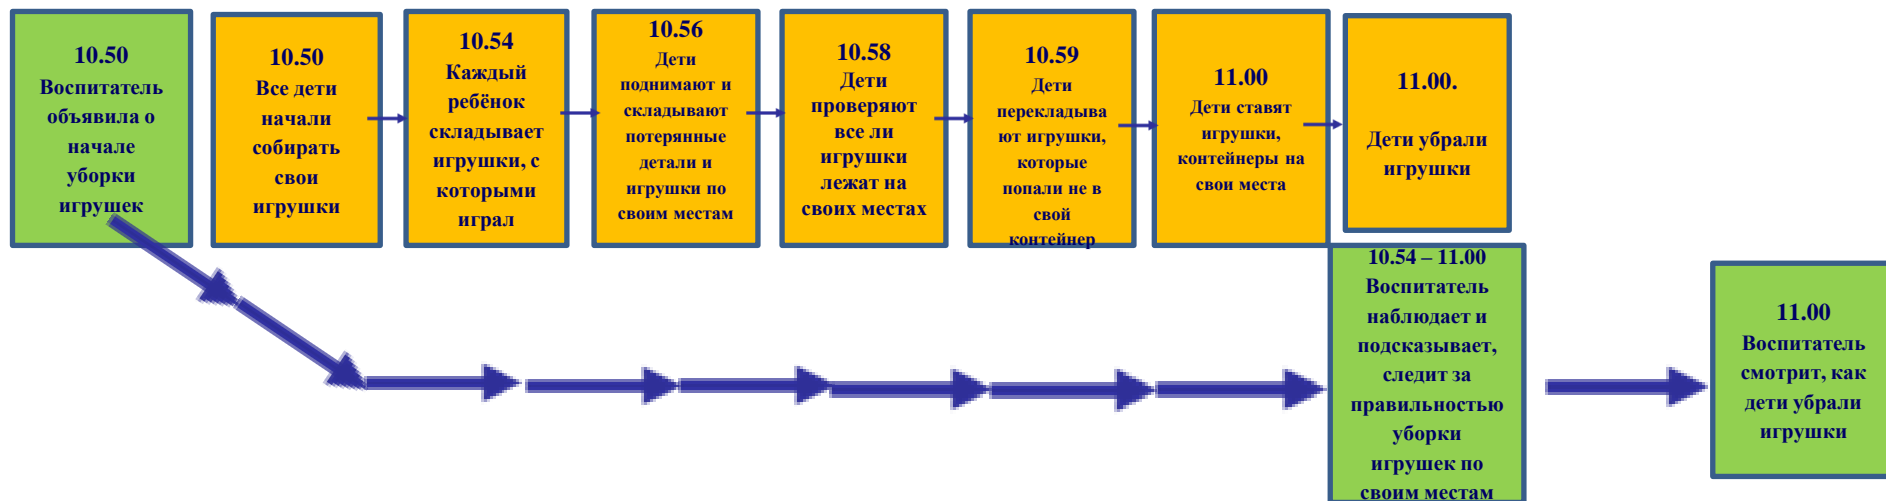 10.50
Воспитатель
объявила о
начале
уборки
игрушек
10.50
Все дети
начали
собирать
свои
игрушки
10.54
Каждый
ребёнок
складывает
игрушки, с
которыми
играл
10.56
Дети
поднимают и
складывают
потерянные
детали и
игрушки по
своим местам
10.58
Дети
проверяют
все ли
игрушки
лежат на
своих местах
10.59
Дети
перекладыва
ют игрушки,
которые
попали не в
свой
контейнер
11.00
Дети ставят
игрушки,
контейнеры на
свои места
11.00.
Дети убрали
игрушки
10.54 – 11.00
Воспитатель
наблюдает и
подсказывает,
следит за
правильностью
уборки
игрушек по
своим местам
11.00
Воспитатель
смотрит, как
дети убрали
игрушки